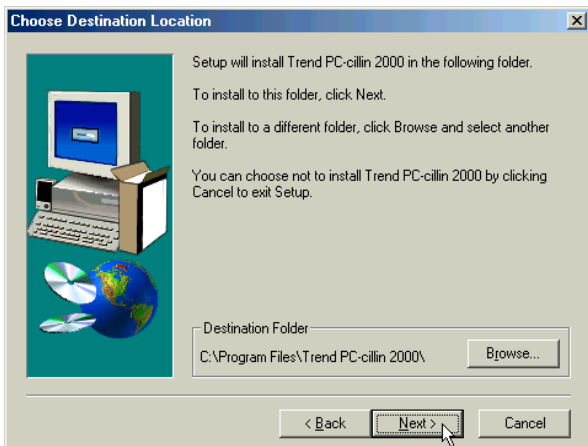 Choose Destination Location
Setup will install Trend PC-cillin 2000 in the following folder.
To install to this folder, click Next.
To install to a different folder, click Browse and select another
folder.
You can choose not to install Trend PC-cillin 2000 by clicking
Cancel to exit Setup.
Destination Folder
C:\Program Files\Trend PC-cillin 2000\
Browse...
< Back
Next >
Cancel